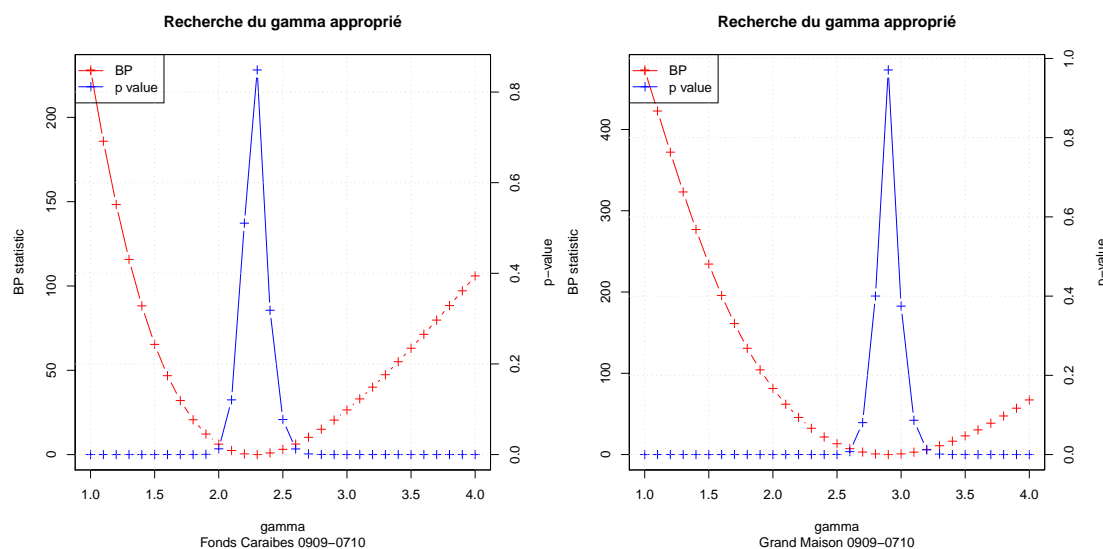 Recherche du gamma approprié
BP
p value
BP statistic
0
50
100
150
200
p−value
0.0
0.2
0.4
0.6
0.8
1.0 1.5 2.0 2.5 3.0 3.5 4.0
gamma
Fonds Caraibes 0909−0710
Recherche du gamma approprié
BP
p value
BP statistic
0
100
200
300
400
p−value
0.0
0.2
0.4
0.6
0.8
1.0
1.0 1.5 2.0 2.5 3.0 3.5 4.0
gamma
Grand Maison 0909−0710